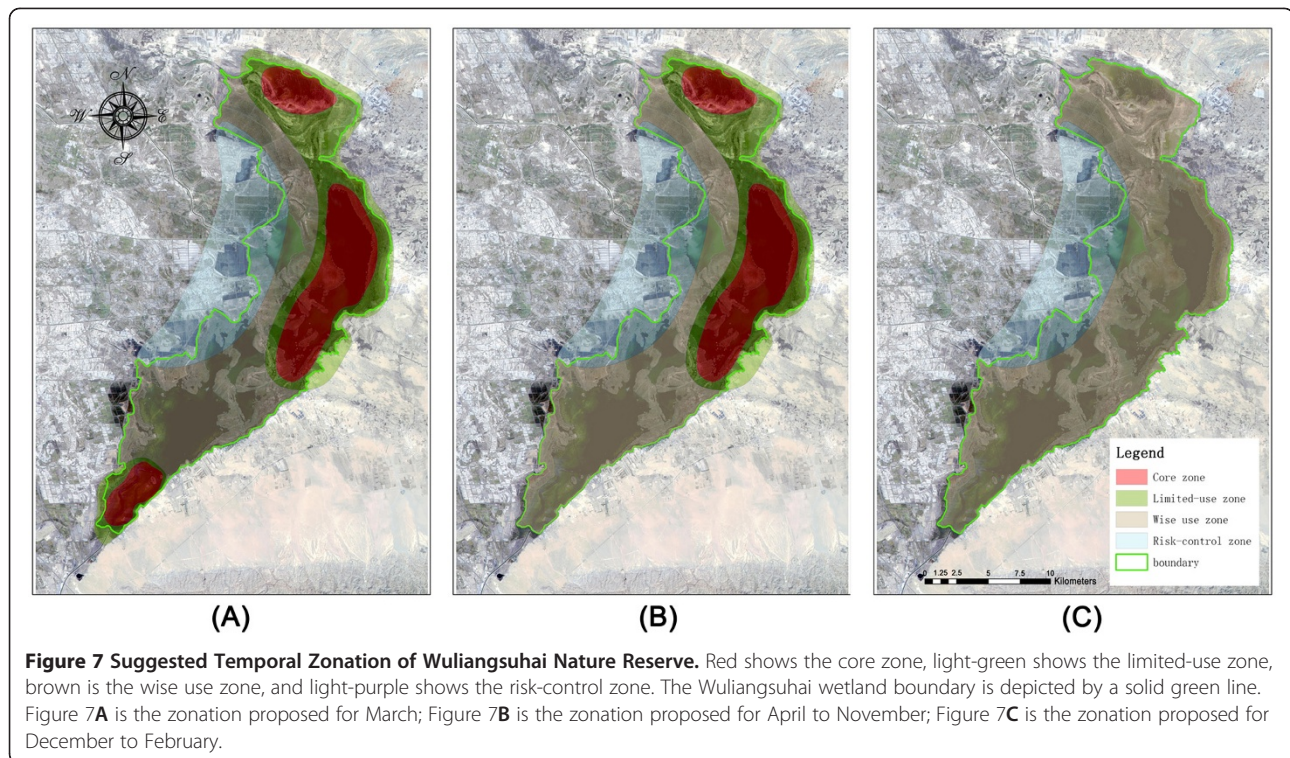 N
W
E
S
Legend
Core zone
Limited-use zone
Wise use zone
Risk-control zone
boundary
0 1.25 2.5 5 7.5 10
Kilometers
(A)
(B)
(C)
Figure 7 Suggested Temporal Zonation of Wuliangsuhai Nature Reserve. Red shows the core zone, light-green shows the limited-use zone,
brown is the wise use zone, and light-purple shows the risk-control zone. The Wuliangsuhai wetland boundary is depicted by a solid green line.
Figure 7A is the zonation proposed for March; Figure 7B is the zonation proposed for April to November; Figure 7C is the zonation proposed for
December to February.